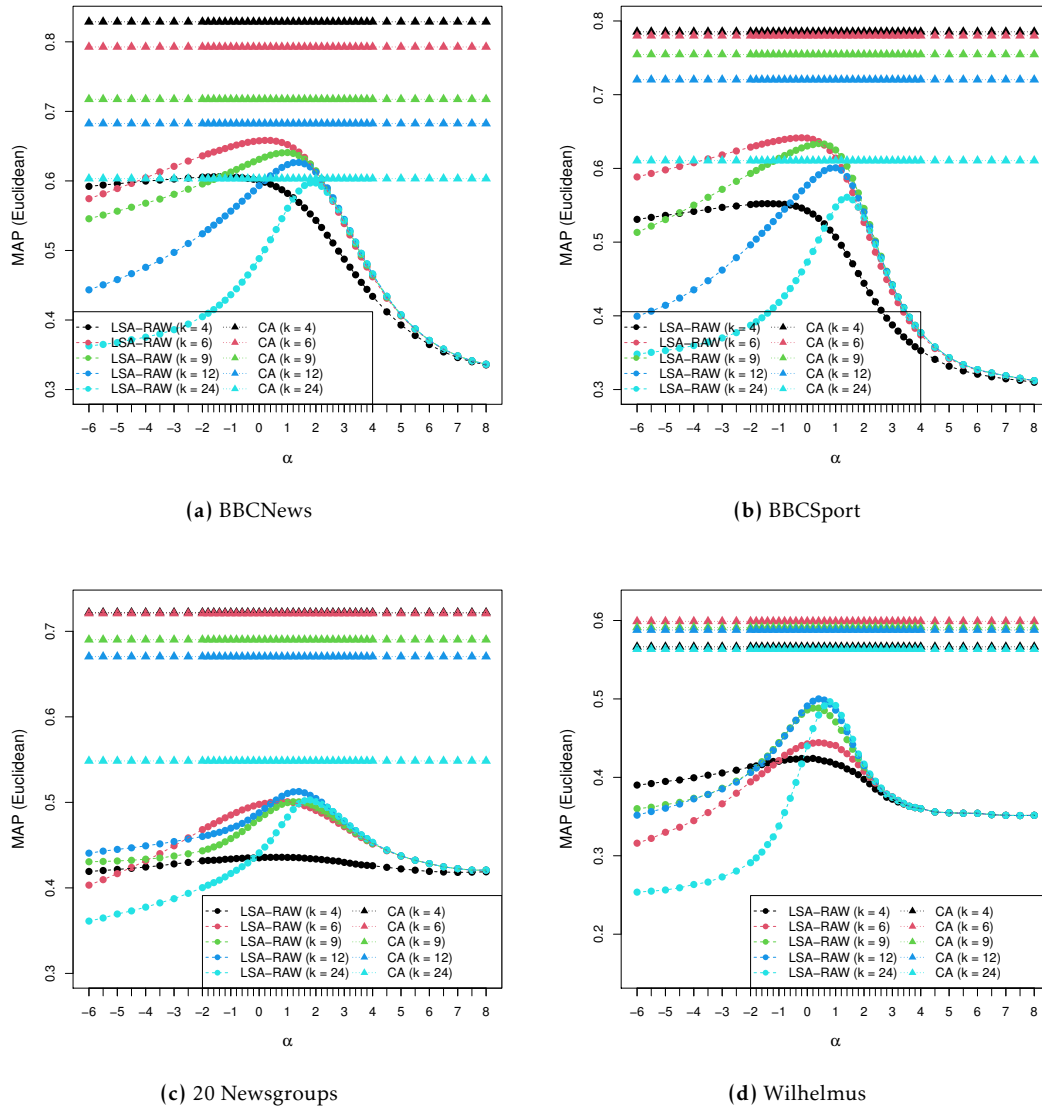 0.8
0.7
0.6
0.5
0.4
0.3
MAP (Euclidean)
LSA−RAW (k = 4) CA (k = 4)
LSA−RAW (k = 6) CA (k = 6)
LSA−RAW (k = 9) CA (k = 9)
LSA−RAW (k = 12) CA (k = 12)
LSA−RAW (k = 24) CA (k = 24)
−6 −5 −4 −3 −2 −1 0 1 2 3 4 5 6 7 8
α
(a) BBCNews
0.8
0.7
0.6
0.5
0.4
0.3
MAP (Euclidean)
LSA−RAW (k = 4) CA (k = 4)
LSA−RAW (k = 6) CA (k = 6)
LSA−RAW (k = 9) CA (k = 9)
LSA−RAW (k = 12) CA (k = 12)
LSA−RAW (k = 24) CA (k = 24)
−6 −5 −4 −3 −2 −1 0 1 2 3 4 5 6 7 8
α
(b) BBCSport
0.7
0.6
0.5
0.4
0.3
MAP (Euclidean)
LSA−RAW (k = 4) CA (k = 4)
LSA−RAW (k = 6) CA (k = 6)
LSA−RAW (k = 9) CA (k = 9)
LSA−RAW (k = 12) CA (k = 12)
LSA−RAW (k = 24) CA (k = 24)
−6 −5 −4 −3 −2 −1 0 1 2 3 4 5 6 7 8
α
(c) 20 Newsgroups
0.6
0.5
0.4
0.3
0.2
MAP (Euclidean)
LSA−RAW (k = 4) CA (k = 4)
LSA−RAW (k = 6) CA (k = 6)
LSA−RAW (k = 9) CA (k = 9)
LSA−RAW (k = 12) CA (k = 12)
LSA−RAW (k = 24) CA (k = 24)
−6 −5 −4 −3 −2 −1 0 1 2 3 4 5 6 7 8
α
(d) Wilhelmus